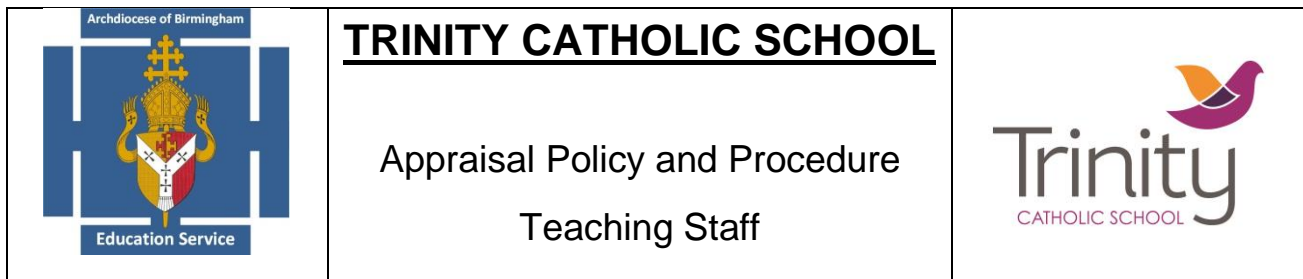 Archdiocese of Birmingham
Education Service
TRINITY CATHOLIC SCHOOL
Appraisal Policy and Procedure
Teaching Staff
Trinity
CATHOLIC SCHOOL